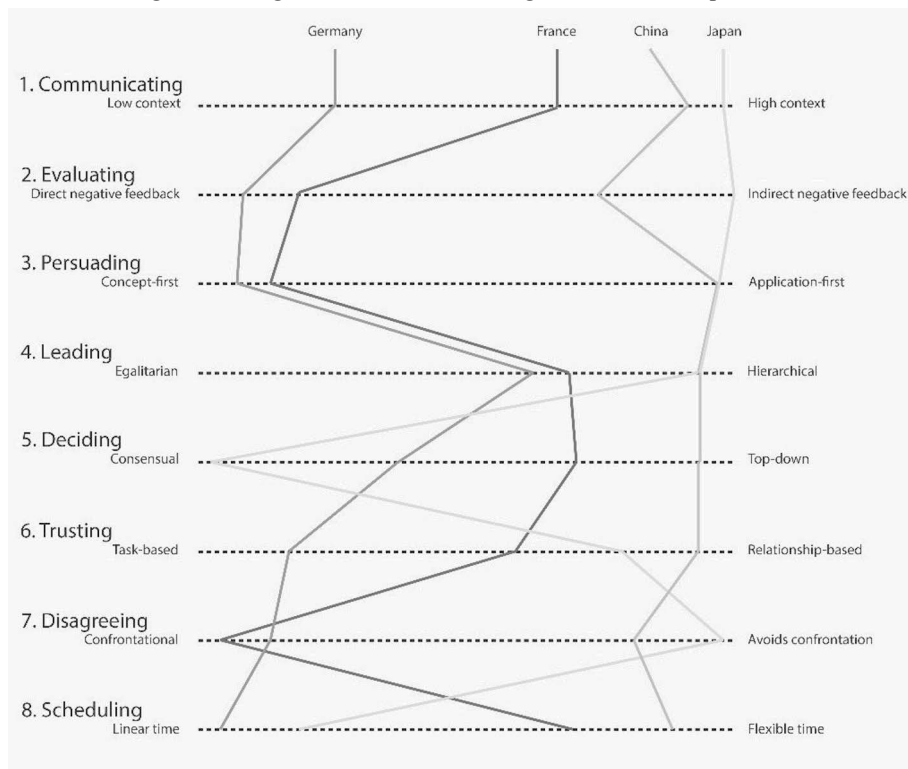 Germany France China Japan
1. Communicating
Low context High context
2. Evaluating
Direct negative feedback Indirect negative feedback
3. Persuading
Concept-first Application-first
4. Leading
Egalitarian Hierarchical
5. Deciding
Consensual Top-down
6. Trusting
Task-based Relationship-based
7. Disagreeing
Confrontational Avoids confrontation
8. Scheduling
Linear time Flexible time